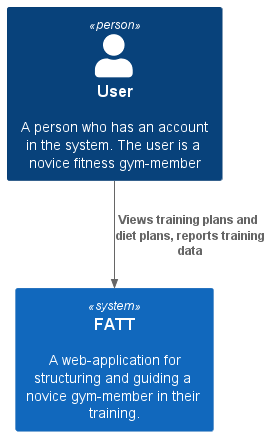 «person»
User
A person who has an account
in the system. The user is a
novice fitness gym-member
Views training plans and
diet plans, reports training
data
«system»
FATT
A web-application for
structuring and guiding a
novice gym-member in their
training.